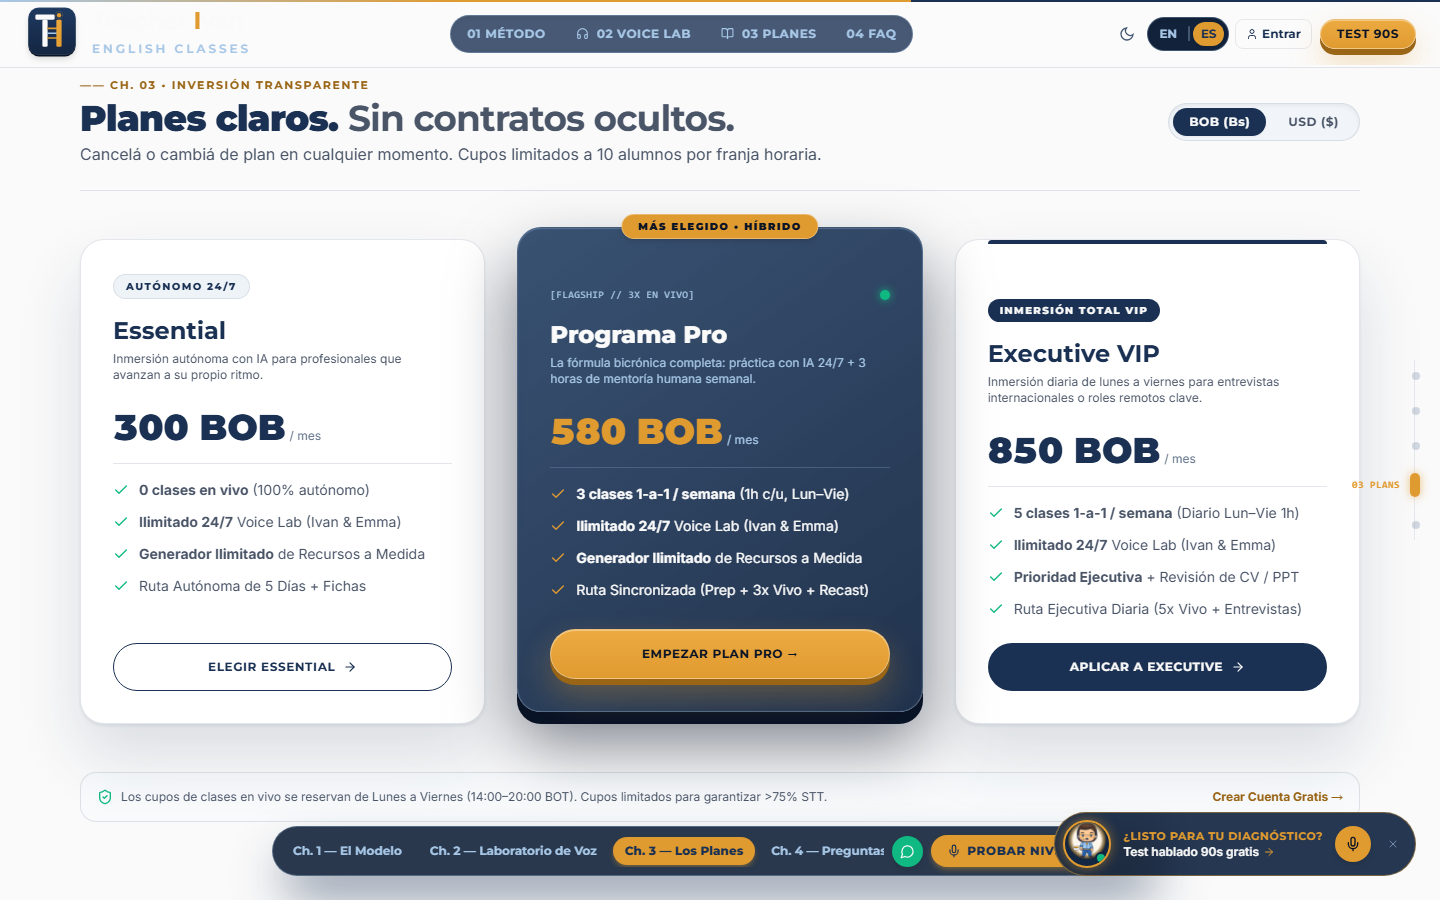 Ti
ENGLISH CLASSES
01 MÉTODO
02 VOICE LAB
03 PLANES
04 FAQ
EN
ES
Entrar
TEST 90S
—— CH. 03 • INVERSIÓN TRANSPARENTE
Planes claros. Sin contratos ocultos.
Cancelá o cambiá de plan en cualquier momento. Cupos limitados a 10 alumnos por franja horaria.
BOB (Bs)
USD ($)
AUTÓNOMO 24/7
Essential
Inmersión autónoma con IA para profesionales que
avanzan a su propio ritmo.
300 BOB / mes
0 clases en vivo (100% autónomo)
Ilimitado 24/7 Voice Lab (Ivan & Emma)
Generador Ilimitado de Recursos a Medida
Ruta Autónoma de 5 Días + Fichas
ELEGIR ESSENTIAL →
MÁS ELEGIDO • HÍBRIDO
[FLAGSHIP // 3X EN VIVO]
Programa Pro
La fórmula bicrónica completa: práctica con IA 24/7 + 3
horas de mentoría humana semanal.
580 BOB / mes
3 clases 1-a-1 / semana (1h c/u, Lun–Vie)
Ilimitado 24/7 Voice Lab (Ivan & Emma)
Generador Ilimitado de Recursos a Medida
Ruta Sincronizada (Prep + 3x Vivo + Recast)
EMPEZAR PLAN PRO →
INMERSIÓN TOTAL VIP
Executive VIP
Inmersión diaria de lunes a viernes para entrevistas
internacionales o roles remotos clave.
850 BOB / mes
5 clases 1-a-1 / semana (Diario Lun–Vie 1h)
Ilimitado 24/7 Voice Lab (Ivan & Emma)
Prioridad Ejecutiva + Revisión de CV / PPT
Ruta Ejecutiva Diaria (5x Vivo + Entrevistas)
APLICAR A EXECUTIVE →
03 PLANS
Los cupos de clases en vivo se reservan de Lunes a Viernes (14:00–20:00 BOT). Cupos limitados para garantizar >75% STT.
Crear Cuenta Gratis →
Ch. 1 — El Modelo
Ch. 2 — Laboratorio de Voz
Ch. 3 — Los Planes
Ch. 4 — Preguntas
PROBAR NIV
¿LISTO PARA TU DIAGNÓSTICO?
Test hablado 90s gratis →